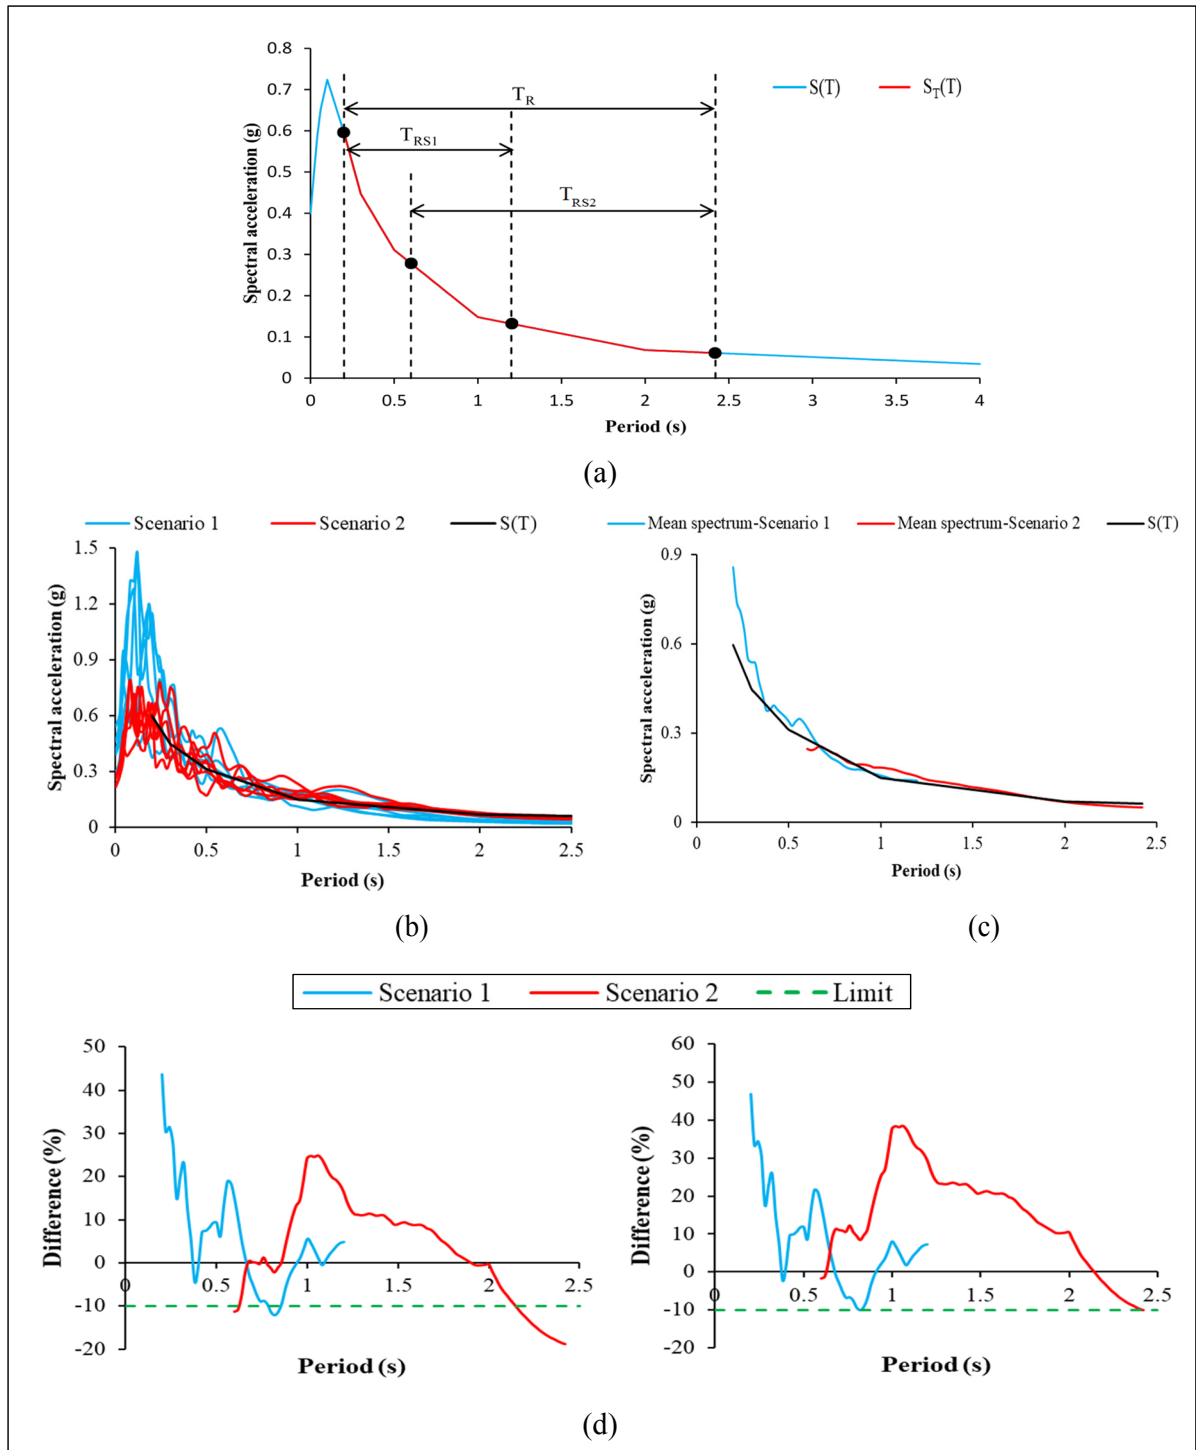 0.8
0.7
0.6
0.5
0.4
0.3
0.2
0.1
0
Spectral acceleration (g)
S(T) S_T(T)
T_R
T_RS1
T_RS2
0 0.5 1 1.5 2 2.5 3 3.5 4
Period (s)
(a)
Scenario 1 Scenario 2 S(T)
1.5
1.2
0.9
0.6
0.3
0
Spectral acceleration (g)
0 0.5 1 1.5 2 2.5
Period (s)
(b)
Mean spectrum-Scenario 1 Mean spectrum-Scenario 2 S(T)
0.9
0.6
0.3
0
Spectral acceleration (g)
0 0.5 1 1.5 2 2.5
Period (s)
(c)
Scenario 1 Scenario 2 Limit
50
40
30
20
10
0
-10
-20
Difference (%)
0 0.5 1 1.5 2 2.5
Period (s)
60
50
40
30
20
10
0
-10
-20
Difference (%)
0 0.5 1 1.5 2 2.5
Period (s)
(d)